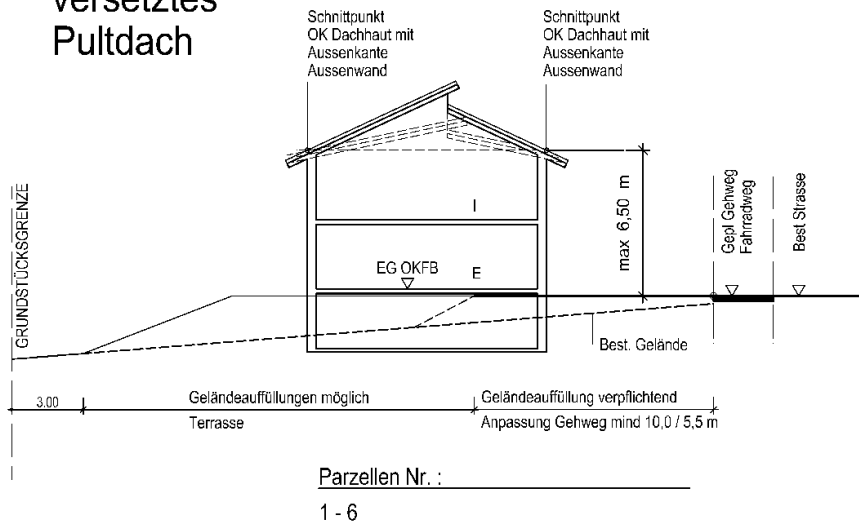 versetztes
Pultdach
Schnittpunkt
OK Dachhaut mit
Aussenkante
Aussenwand
Schnittpunkt
OK Dachhaut mit
Aussenkante
Aussenwand
GRUNDSTÜCKSGRENZE
I
EG OKFB
E
max 6,50 m
Gepl Gehweg
Fahrradweg
Best Strasse
Best. Gelände
3.00
Geländeauffüllungen möglich
Terrasse
Geländeauffüllung verpflichtend
Anpassung Gehweg mind 10,0 / 5,5 m
Parzellen Nr. :
1 - 6